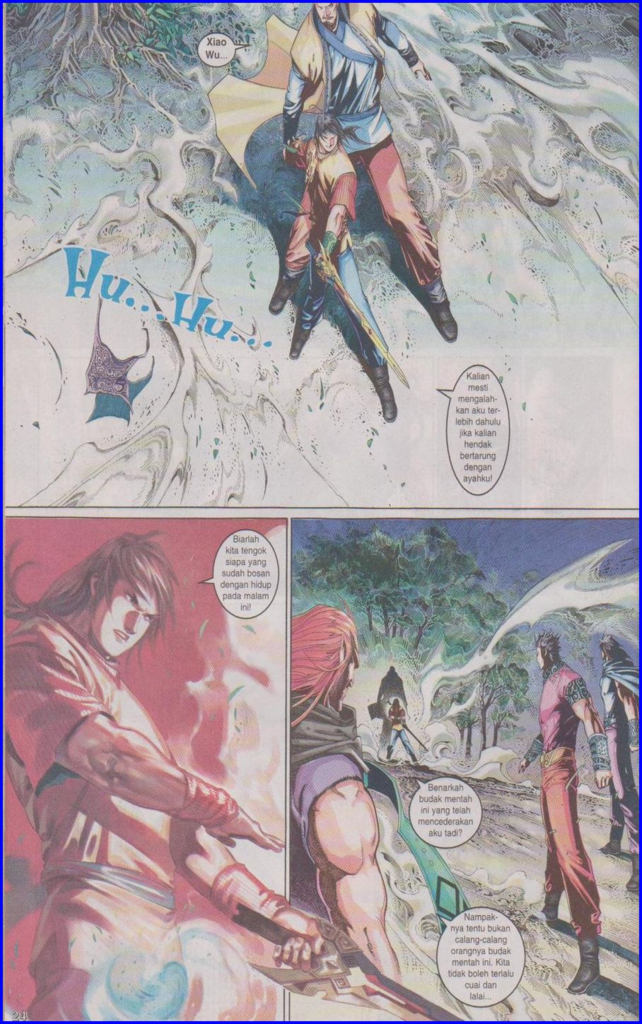 Xiao
Wu...
Hu...Hu...
Kalian
mesti
mengalah-
kan aku ter-
lebih dahulu
jika kalian
hendak
bertarung
dengan
ayahku!
Biarlah
kita tengok
siapa yang
sudah bosan
dengan hidup
pada malam
ini!
Benarkah
budak mentah
ini yang telah
mencederakan
aku tadi?
Nampak-
nya tentu bukan
calang-calang
orangnya budak
mentah ini. Kita
tidak boleh terlalu
cuai dan
lalai...
24